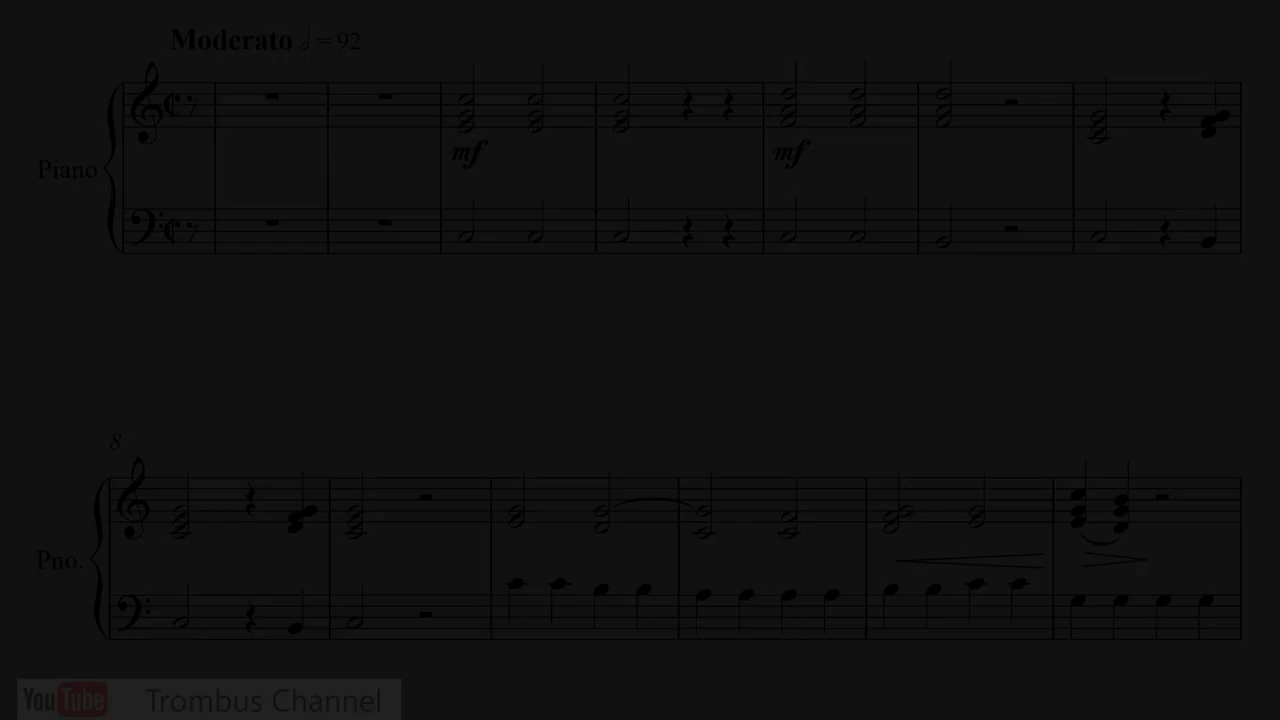 Moderato = 92
Piano
mf mf
8
Pno.
YouTube Trombus Channel